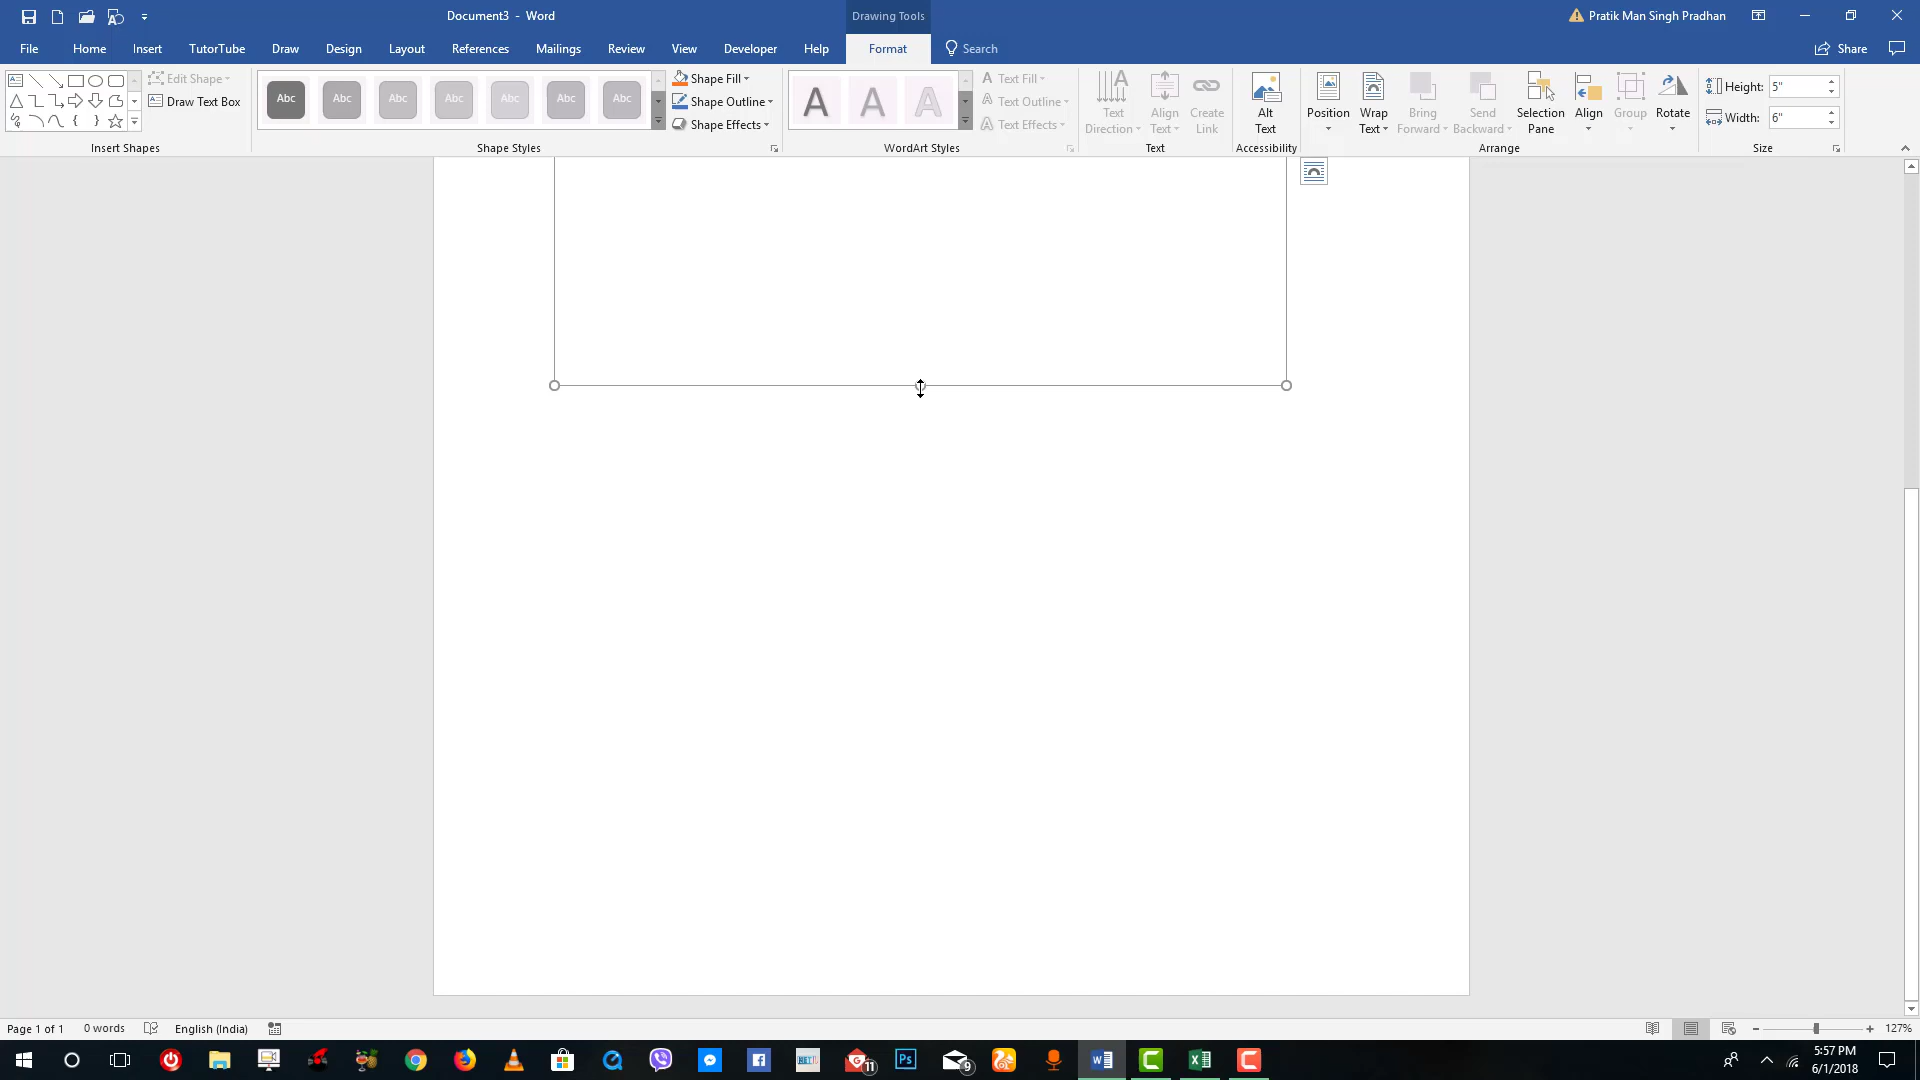 Document3 - Word
Drawing Tools
Pratik Man Singh Pradhan
File Home Insert TutorTube Draw Design Layout References Mailings Review View Developer Help Format Search Share
Edit Shape
Draw Text Box
Insert Shapes
Abc Abc Abc Abc Abc Abc Abc
Shape Fill
Shape Outline
Shape Effects
Shape Styles
A A A
Text Fill
Text Outline
Text Effects
WordArt Styles
Text Direction
Align Text
Create Link
Text
Alt Text
Accessibility
Position
Wrap Text
Bring Forward
Send Backward
Selection Pane
Align
Group
Rotate
Arrange
Height: 5"
Width: 6"
Size
Page 1 of 1 0 words English (India) 127%
11
Ps
9
5:57 PM
6/1/2018